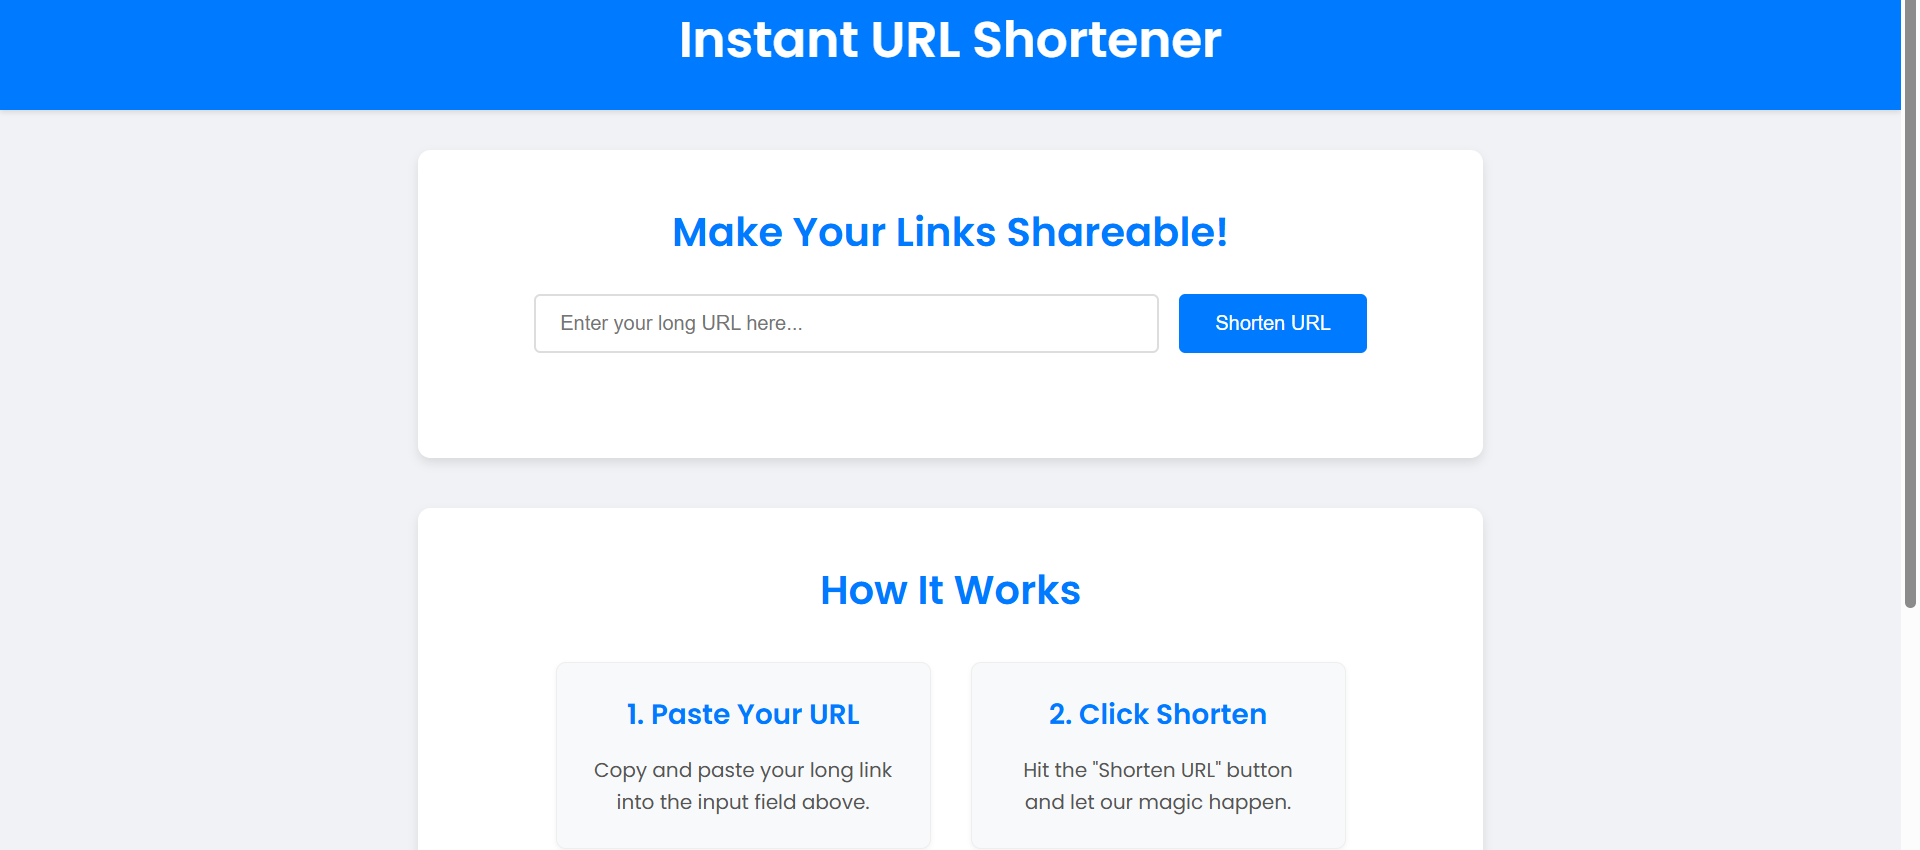 Instant URL Shortener
Make Your Links Shareable!
Enter your long URL here...
Shorten URL
How It Works
1. Paste Your URL
Copy and paste your long link
into the input field above.
2. Click Shorten
Hit the "Shorten URL" button
and let our magic happen.